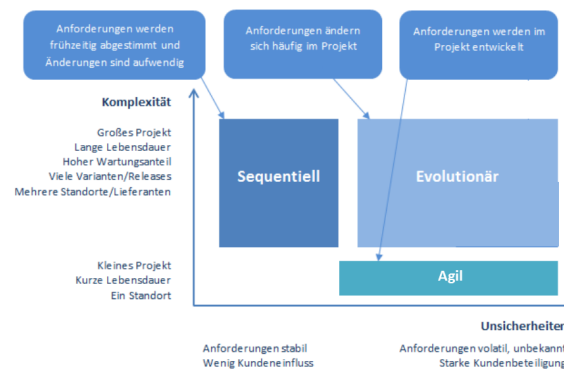 Anforderungen werden
frühzeitig abgestimmt und
Änderungen sind aufwendig
Anforderungen ändern
sich häufig im Projekt
Anforderungen werden im
Projekt entwickelt
Komplexität
Großes Projekt
Lange Lebensdauer
Hoher Wartungsanteil
Viele Varianten/Releases
Mehrere Standorte/Lieferanten
Sequentiell
Evolutionär
Kleines Projekt
Kurze Lebensdauer
Ein Standort
Agil
Unsicherheiten
Anforderungen stabil
Wenig Kundeneinfluss
Anforderungen volatil, unbekannt
Starke Kundenbeteiligung